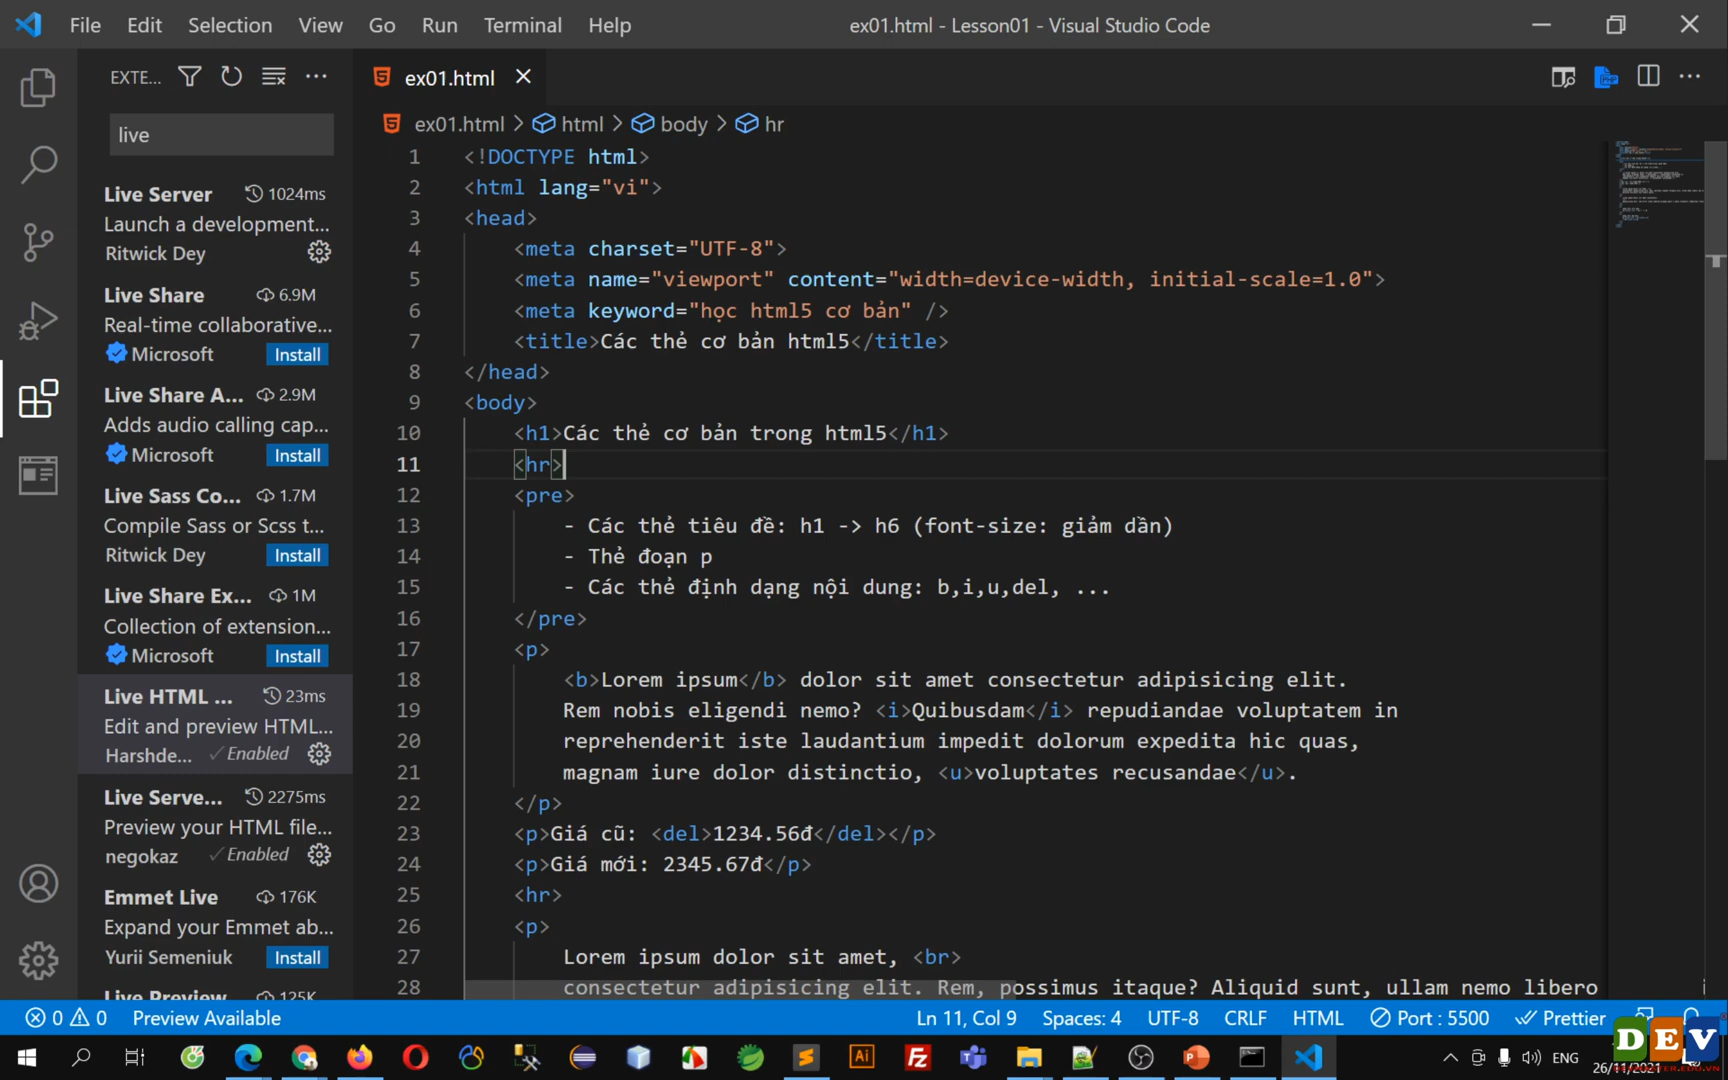 File Edit Selection View Go Run Terminal Help
ex01.html - Lesson01 - Visual Studio Code
EXTE...
live
Live Server 1024ms
Launch a development...
Ritwick Dey
Live Share 6.9M
Real-time collaborative...
Microsoft Install
Live Share A... 2.9M
Adds audio calling cap...
Microsoft Install
Live Sass Co... 1.7M
Compile Sass or Scss t...
Ritwick Dey Install
Live Share Ex... 1M
Collection of extension...
Microsoft Install
Live HTML ... 23ms
Edit and preview HTML...
Harshde... Enabled
Live Serve... 2275ms
Preview your HTML file...
negokaz Enabled
Emmet Live 176K
Expand your Emmet ab...
Yurii Semeniuk Install
Live Preview 125K
ex01.html
ex01.html > html > body > hr
1 <!DOCTYPE html>
2 <html lang="vi">
3 <head>
4 <meta charset="UTF-8">
5 <meta name="viewport" content="width=device-width, initial-scale=1.0">
6 <meta keyword="học html5 cơ bản" />
7 <title>Các thẻ cơ bản html5</title>
8 </head>
9 <body>
10 <h1>Các thẻ cơ bản trong html5</h1>
11 <hr>
12 <pre>
13 - Các thẻ tiêu đề: h1 -> h6 (font-size: giảm dần)
14 - Thẻ đoạn p
15 - Các thẻ định dạng nội dung: b,i,u,del, ...
16 </pre>
17 <p>
18 <b>Lorem ipsum</b> dolor sit amet consectetur adipisicing elit.
19 Rem nobis eligendi nemo? <i>Quibusdam</i> repudiandae voluptatem in
20 reprehenderit iste laudantium impedit dolorum expedita hic quas,
21 magnam iure dolor distinctio, <u>voluptates recusandae</u>.
22 </p>
23 <p>Giá cũ: <del>1234.56đ</del></p>
24 <p>Giá mới: 2345.67đ</p>
25 <hr>
26 <p>
27 Lorem ipsum dolor sit amet, <br>
28 consectetur adipisicing elit. Rem, possimus itaque? Aliquid sunt, ullam nemo libero
0 0 Preview Available
Ln 11, Col 9 Spaces: 4 UTF-8 CRLF HTML Port : 5500 Prettier
ENG
26/11/2021
DEV